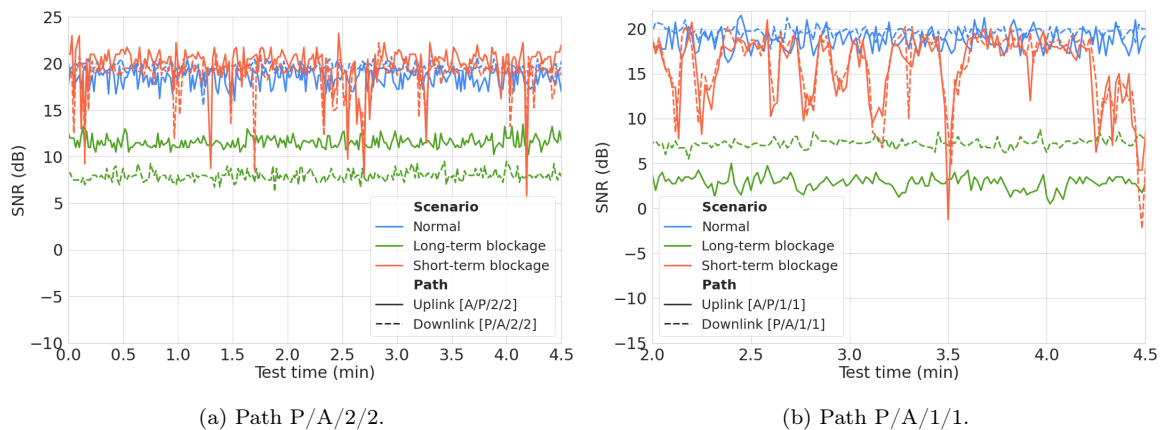 25
20
15
10
5
0
−5
−10
SNR (dB)
0.0 0.5 1.0 1.5 2.0 2.5 3.0 3.5 4.0 4.5
Test time (min)
Scenario
Normal
Long-term blockage
Short-term blockage
Path
Uplink [A/P/2/2]
Downlink [P/A/2/2]
(a) Path P/A/2/2.
20
15
10
5
0
−5
−10
−15
SNR (dB)
2.0 2.5 3.0 3.5 4.0 4.5
Test time (min)
Scenario
Normal
Long-term blockage
Short-term blockage
Path
Uplink [A/P/1/1]
Downlink [P/A/1/1]
(b) Path P/A/1/1.